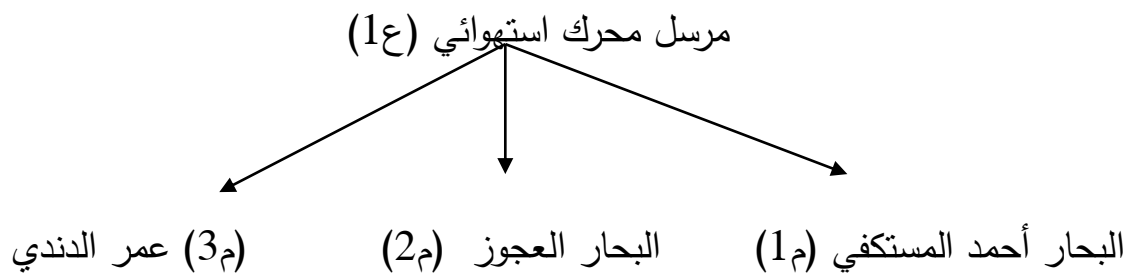 مرسل محرك استهوائي (ع1)
البحار أحمد المستكفي (م1) البحار العجوز (م2) (م3) عمر الدندي